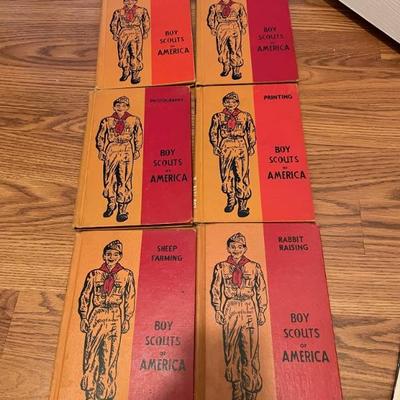 BOY
SCOUTS
OF
AMERICA
BOY
SCOUTS
OF
AMERICA
PHOTOGRAPHY
BOY
SCOUTS
OF
AMERICA
PRINTING
BOY
SCOUTS
OF
AMERICA
SHEEP
FARMING
BOY
SCOUTS
OF
AMERICA
RABBIT
RAISING
BOY
SCOUTS
OF
AMERICA